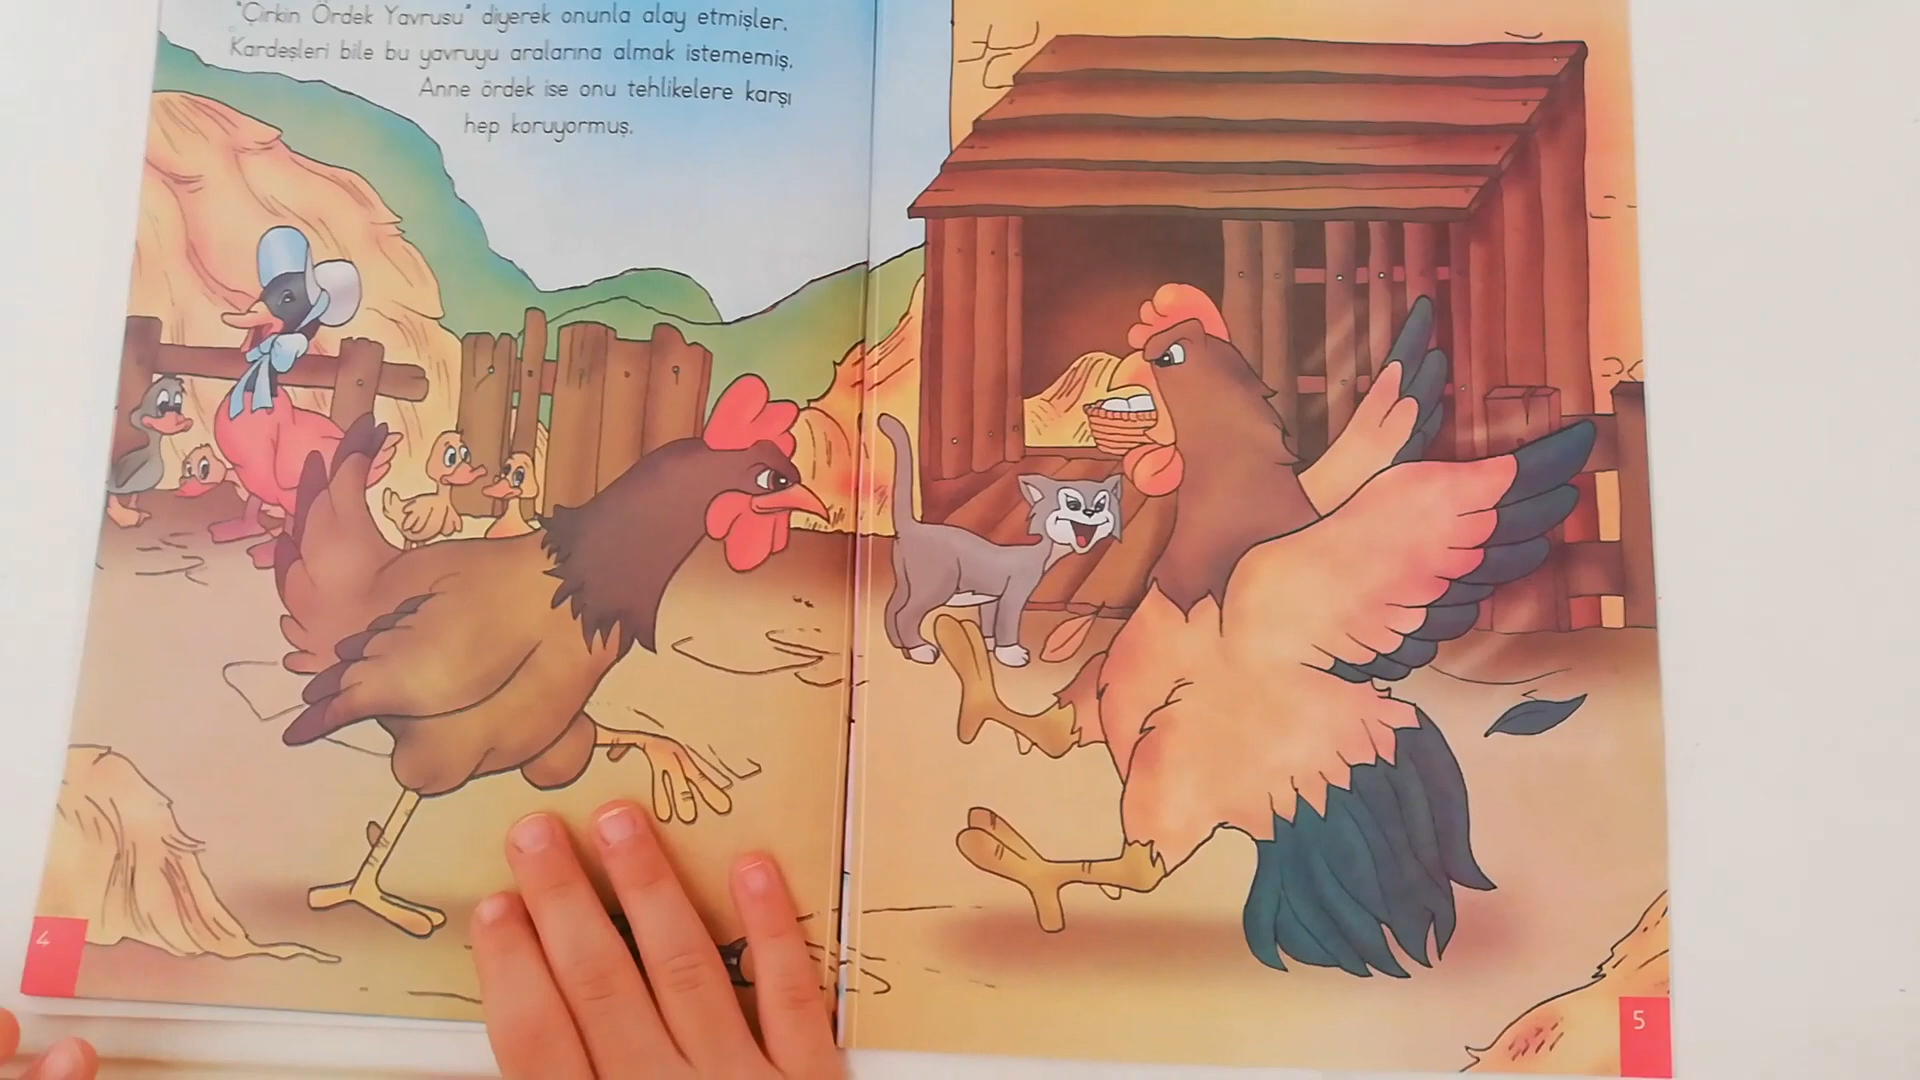 "Çirkin Ördek Yavrusu" diyerek onunla alay etmişler.
Kardeşleri bile bu yavruyu aralarına almak istememiş.
Anne ördek ise onu tehlikelere karşı
hep koruyormuş.
4
5